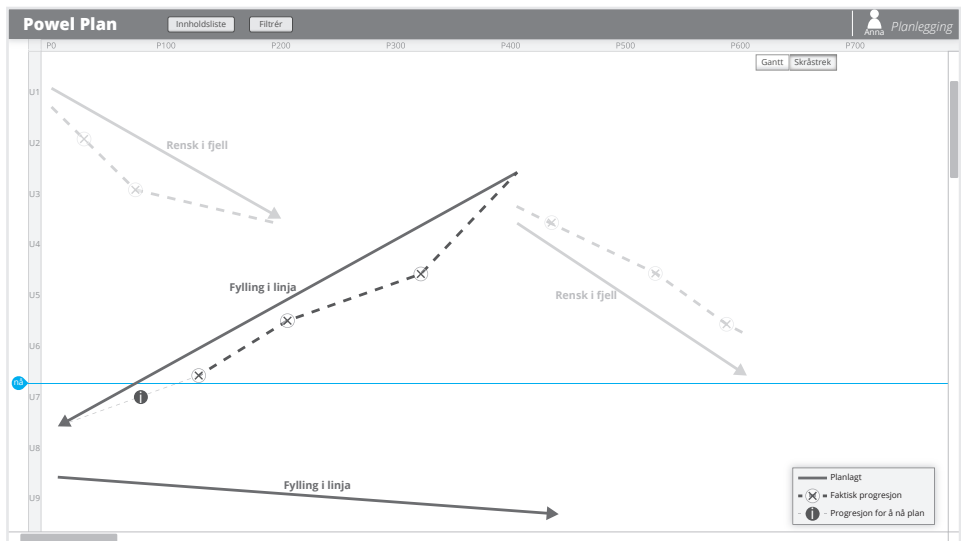 Powel Plan
Innholdsliste
Filtrér
Anna
Planlegging
P0 P100 P200 P300 P400 P500 P600 P700
Gantt Skråstrek
U1
U2
Rensk i fjell
U3
U4
Fylling i linja
U5
Rensk i fjell
U6
nå
U7
U8
Fylling i linja
U9
Planlagt
Faktisk progresjon
i Progresjon for å nå plan